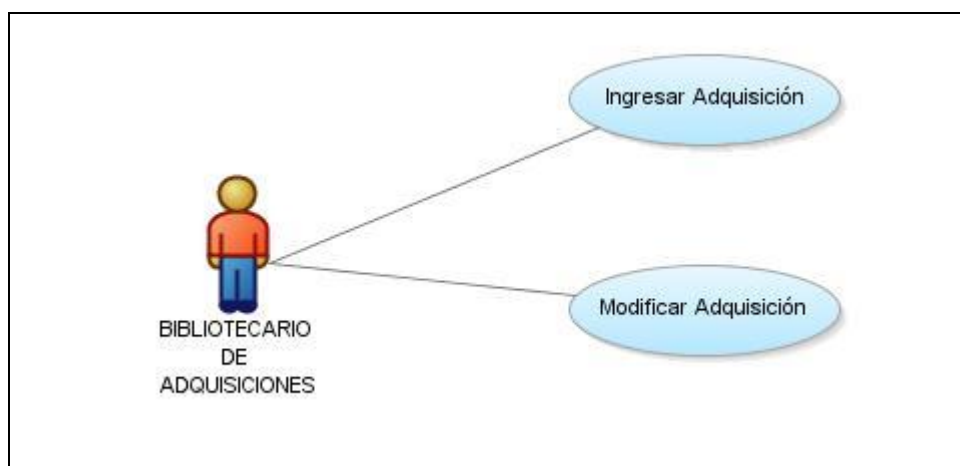 Ingresar Adquisición
Modificar Adquisición
BIBLIOTECARIO
DE
ADQUISICIONES